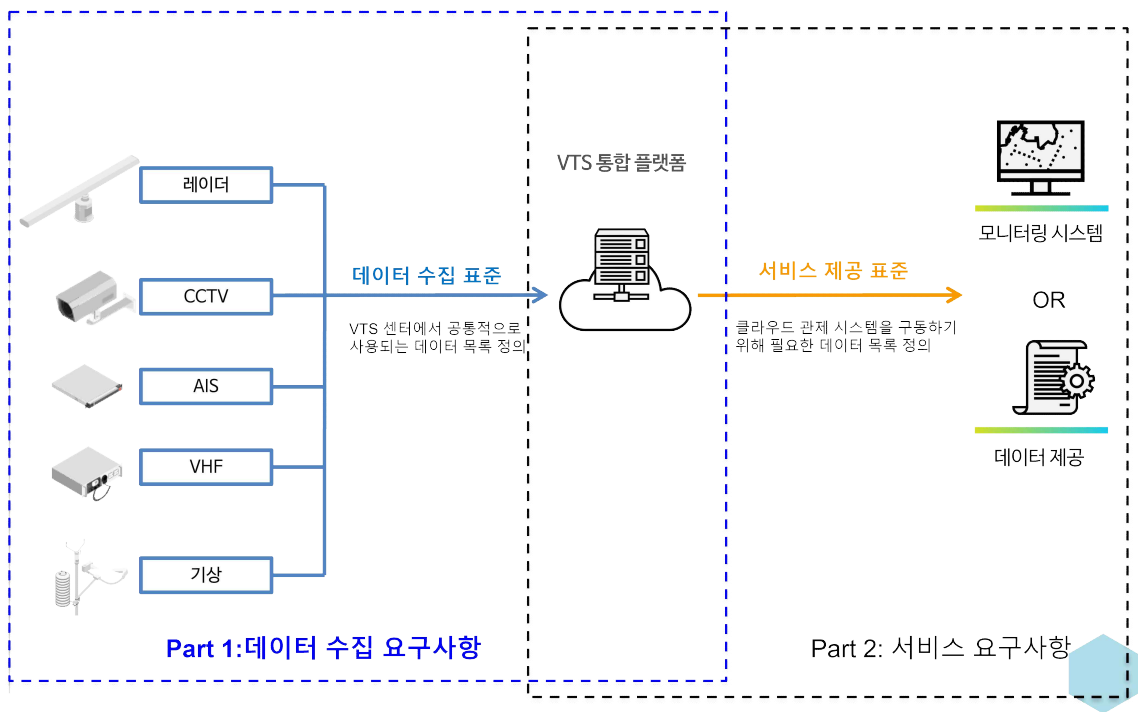 VTS 통합 플랫폼
레이더
CCTV
AIS
VHF
기상
데이터 수집 표준
VTS 센터에서 공통적으로
사용되는 데이터 목록 정의
서비스 제공 표준
클라우드 관제 시스템을 구동하기
위해 필요한 데이터 목록 정의
모니터링 시스템
OR
데이터 제공
Part 1:데이터 수집 요구사항
Part 2: 서비스 요구사항